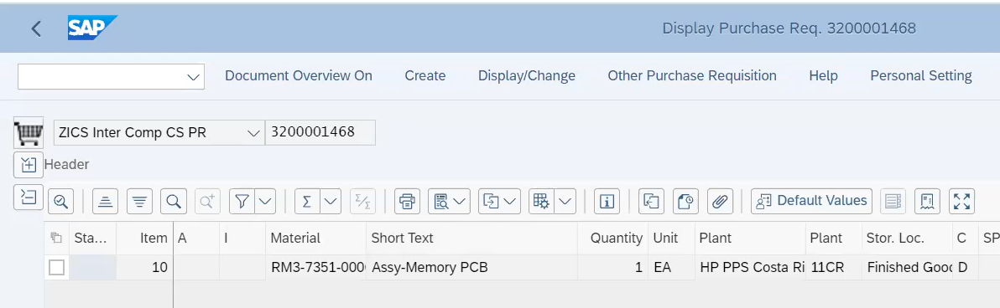 SAP
Display Purchase Req. 3200001468
Document Overview On Create Display/Change Other Purchase Requisition Help Personal Setting
ZICS Inter Comp CS PR 3200001468
Header
Default Values
Sta... Item A I Material Short Text Quantity Unit Plant Plant Stor. Loc. C SP
10 RM3-7351-000 Assy-Memory PCB 1 EA HP PPS Costa Ri 11CR Finished Good D